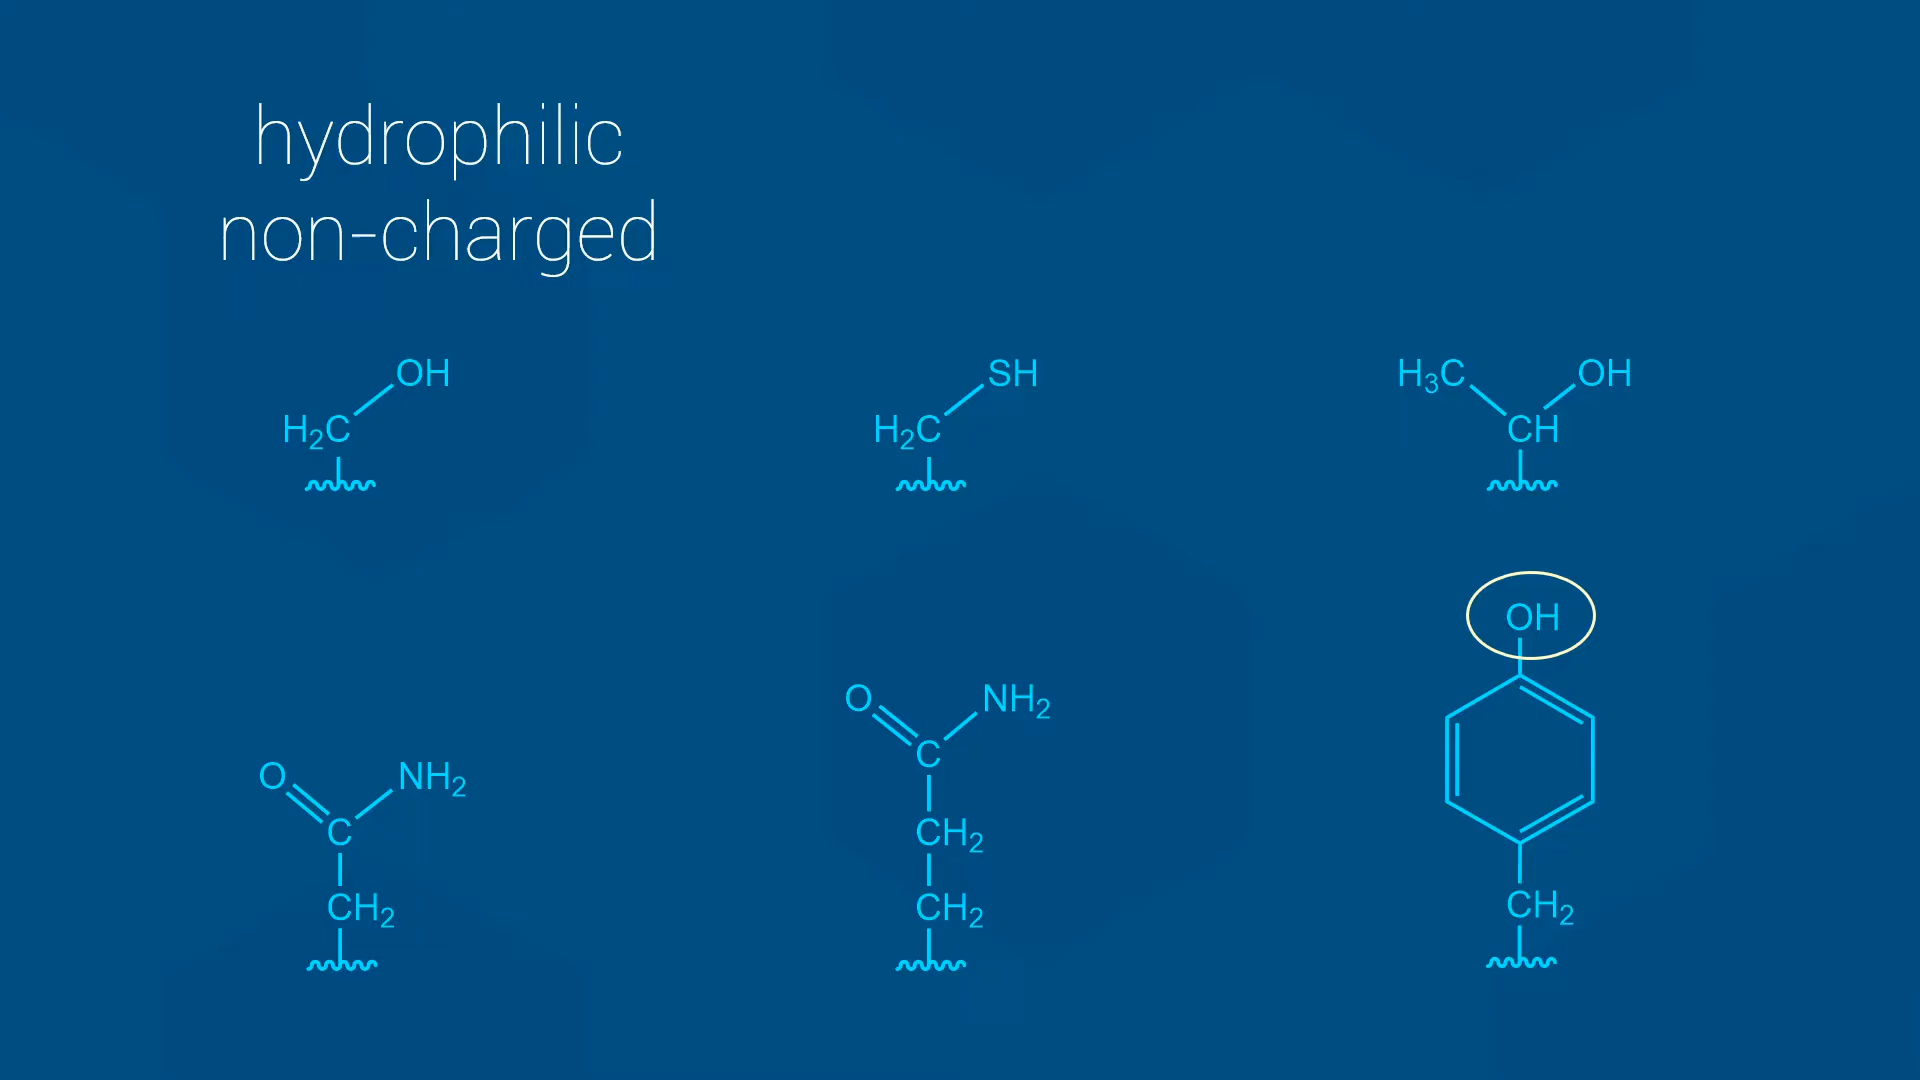 hydrophilic
non-charged
OH
H₂C
SH
H₂C
H₃C
OH
CH
O
NH₂
C
CH₂
O
NH₂
C
CH₂
CH₂
OH
CH₂